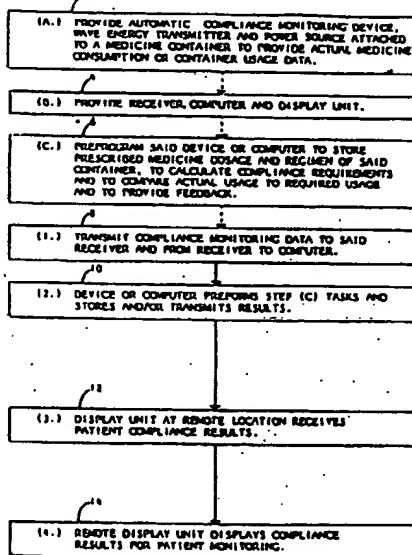 (A.) PROVIDE AUTOMATIC COMPLIANCE MONITORING DEVICE,
WAVE ENERGY TRANSMITTER AND POWER SOURCE ATTACHED
TO A MEDICINE CONTAINER TO PROVIDE ACTUAL MEDICINE
CONSUMPTION OR CONTAINER USAGE DATA.
(B.) PROVIDE RECEIVER, COMPUTER AND DISPLAY UNIT.
(C.) PREPROGRAM SAID DEVICE OR COMPUTER TO STORE
PRESCRIBED MEDICINE DOSAGE AND REGIMEN OF SAID
CONTAINER, TO CALCULATE COMPLIANCE REQUIREMENTS
AND TO COMPARE ACTUAL USAGE TO REQUIRED USAGE
AND TO PROVIDE FEEDBACK.
8
(1.) TRANSMIT COMPLIANCE MONITORING DATA TO SAID
RECEIVER AND FROM RECEIVER TO COMPUTER.
10
(2.) DEVICE OR COMPUTER PREFORMS STEP (C) TASKS AND
STORES AND/OR TRANSMITS RESULTS.
12
(3.) DISPLAY UNIT AT REMOTE LOCATION RECEIVES
PATIENT COMPLIANCE RESULTS.
14
(4.) REMOTE DISPLAY UNIT DISPLAYS COMPLIANCE
RESULTS FOR PATIENT MONITORING.